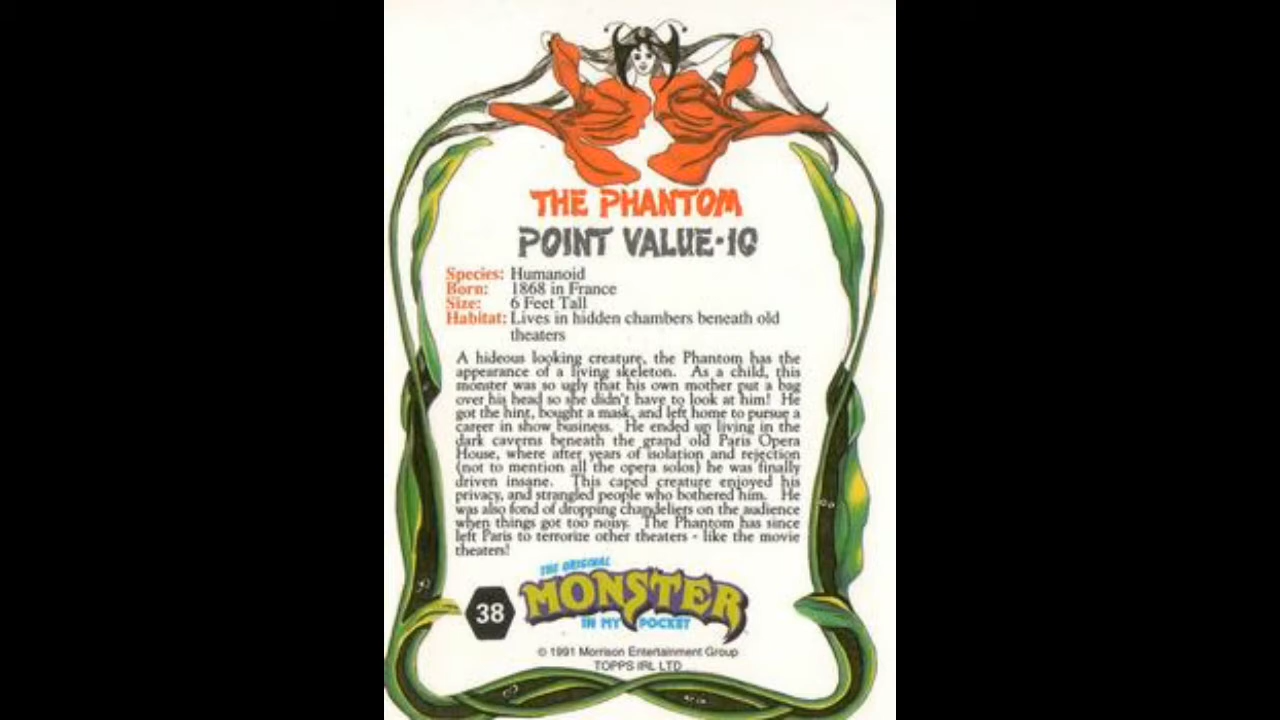 THE PHANTOM
POINT VALUE-10
Species: Humanoid
Born: 1868 in France
Size: 6 Feet Tall
Habitat: Lives in hidden chambers beneath old
theaters
A hideous looking creature, the Phantom has the
appearance of a living skeleton. As a child, this
monster was so ugly that his own mother put a bag
over his head so she didn't have to look at him! He
got the hint, bought a mask, and left home to pursue a
career in show business. He ended up living in the
dark caverns beneath the grand old Paris Opera
House, where after years of isolation and rejection
(not to mention all the opera solos) he was finally
driven insane. This caped creature enjoyed his
privacy, and strangled people who bothered him. He
was also fond of dropping chandeliers on the audience
when things got too noisy. The Phantom has since
left Paris to terrorize other theaters - like the movie
theaters!
THE ORIGINAL
MONSTER
IN MY POCKET
38
© 1991 Morrison Entertainment Group
TOPPS IRL LTD